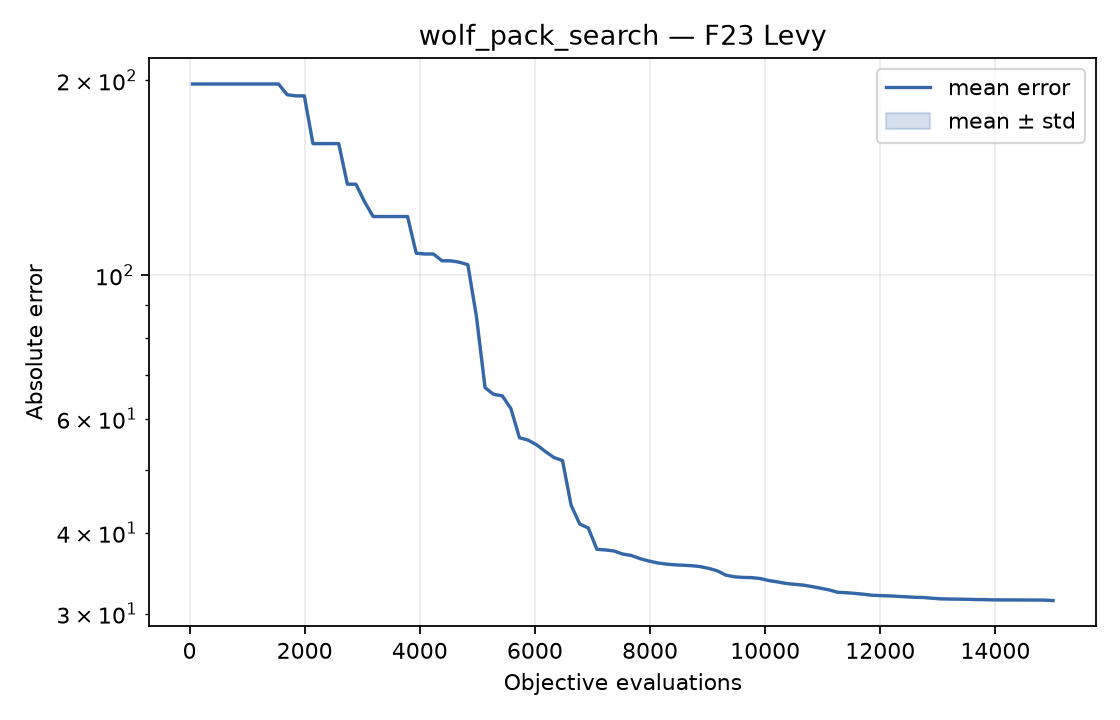 wolf_pack_search — F23 Levy
mean error
mean ± std
Absolute error
2 × 10²
10²
6 × 10¹
4 × 10¹
3 × 10¹
0 2000 4000 6000 8000 10000 12000 14000
Objective evaluations